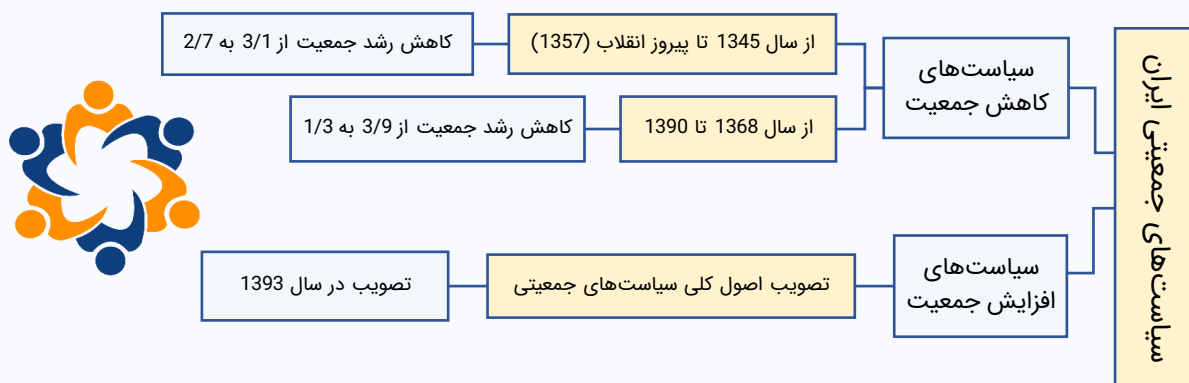 سیاست‌های جمعیتی ایران
سیاست‌های
کاهش جمعیت
از سال 1345 تا پیروز انقلاب (1357)
کاهش رشد جمعیت از 3/1 به 2/7
از سال 1368 تا 1390
کاهش رشد جمعیت از 3/9 به 1/3
سیاست‌های
افزایش جمعیت
تصویب اصول کلی سیاست‌های جمعیتی
تصویب در سال 1393